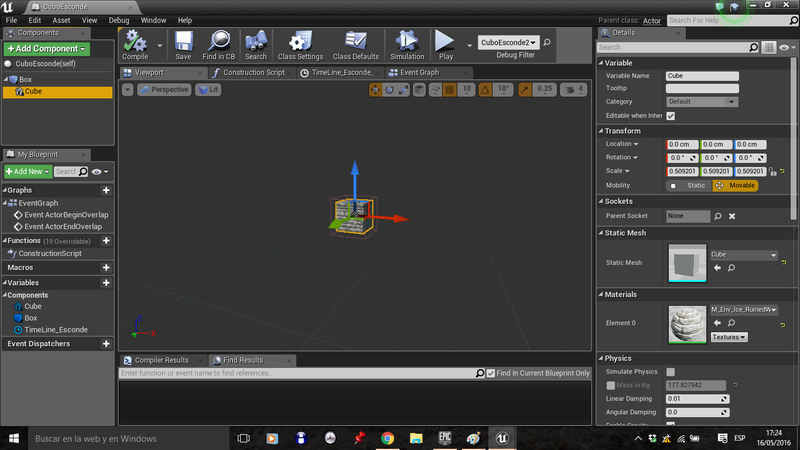 CuboEsconde
File Edit Asset View Debug Window Help
Parent class: Actor
Search For Help
Components
+ Add Component
CuboEsconde(self)
Box
Cube
Compile
Save
Find in CB
Search
Class Settings
Class Defaults
Simulation
Play
CuboEsconde2
Debug Filter
Viewport
Construction Script
TimeLine_Esconde_
Event Graph
Perspective
Lit
10
10°
0.25
4
Z
X
My Blueprint
+ Add New
Search
Graphs
EventGraph
Event ActorBeginOverlap
Event ActorEndOverlap
Functions (19 Overridable)
ConstructionScript
Macros
Variables
Components
Cube
Box
TimeLine_Esconde
Event Dispatchers
Compiler Results
Find Results
Enter function or event name to find references...
Find In Current Blueprint Only
Details
Search
Variable
Variable Name Cube
Tooltip
Category Default
Editable when Inher
Transform
Location 0.0 cm 0.0 cm 0.0 cm
Rotation 0.0 ° 0.0 ° 0.0 °
Scale 0.509201 0.509201 0.509201
Mobility Static Movable
Sockets
Parent Socket None
Static Mesh
Static Mesh Cube
Materials
Element 0 M_Env_Ice_RuinedW
Textures
Physics
Simulate Physics
Mass in Kg 177.827942
Linear Damping 0.01
Angular Damping 0.0
Enable Gravity
Buscar en la web y en Windows
EPIC
GAMES
ESP
17:24
16/05/2016